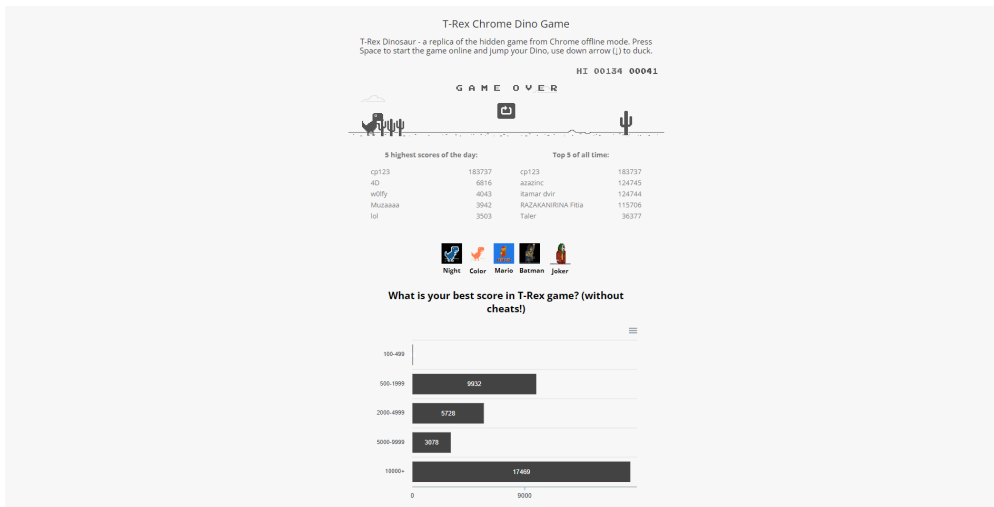 T-Rex Chrome Dino Game
T-Rex Dinosaur - a replica of the hidden game from Chrome offline mode. Press
Space to start the game online and jump your Dino, use down arrow (↓) to duck.
HI 00134 00041
GAME OVER
5 highest scores of the day:
cp123 183737
4D 6816
w0lfy 4043
Muzaaaa 3942
lol 3503
Top 5 of all time:
cp123 183737
azazinc 124745
itamar dvir 124744
RAZAKANIRINA Fitia 115706
Taler 36377
Night Color Mario Batman Joker
What is your best score in T-Rex game? (without
cheats!)
100-499
500-1999 9932
2000-4999 5728
5000-9999 3078
10000+ 17469
0 9000